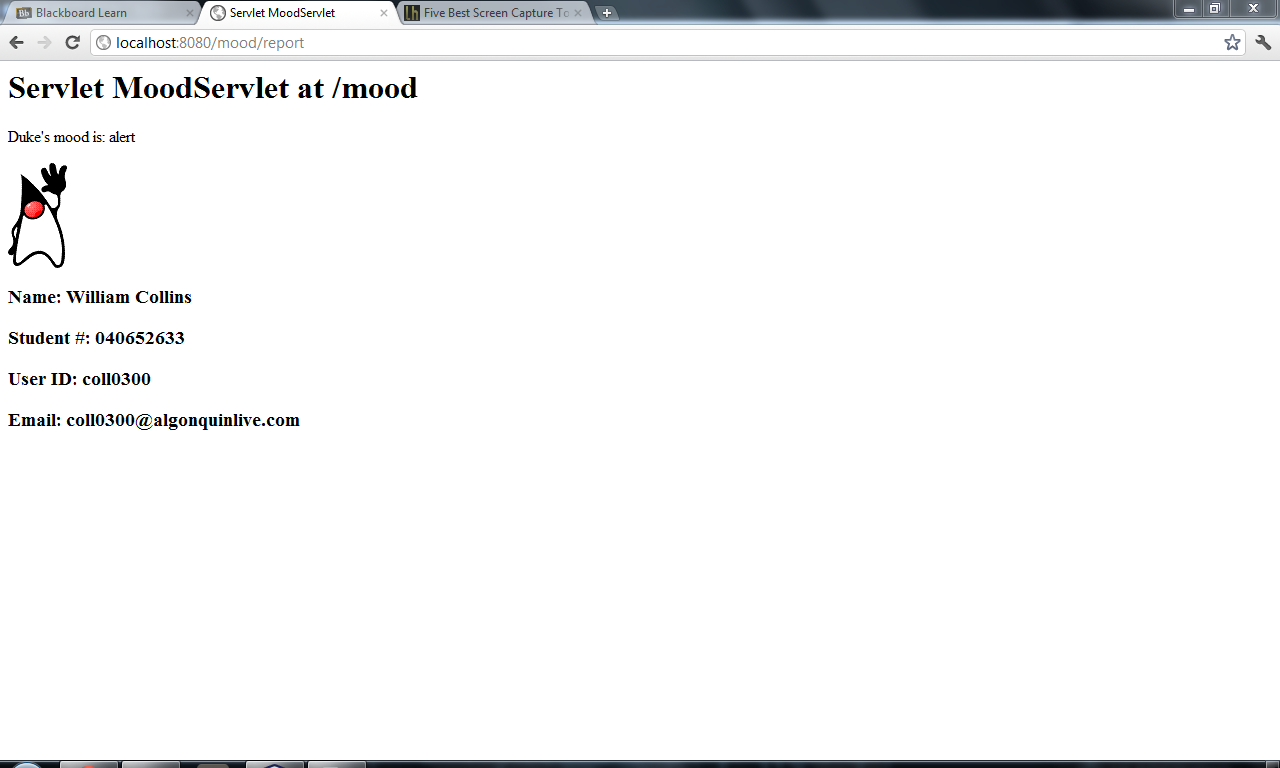 Blackboard Learn
Servlet MoodServlet
Five Best Screen Capture To
localhost:8080/mood/report
Servlet MoodServlet at /mood
Duke's mood is: alert
Name: William Collins
Student #: 040652633
User ID: coll0300
Email: coll0300@algonquinlive.com